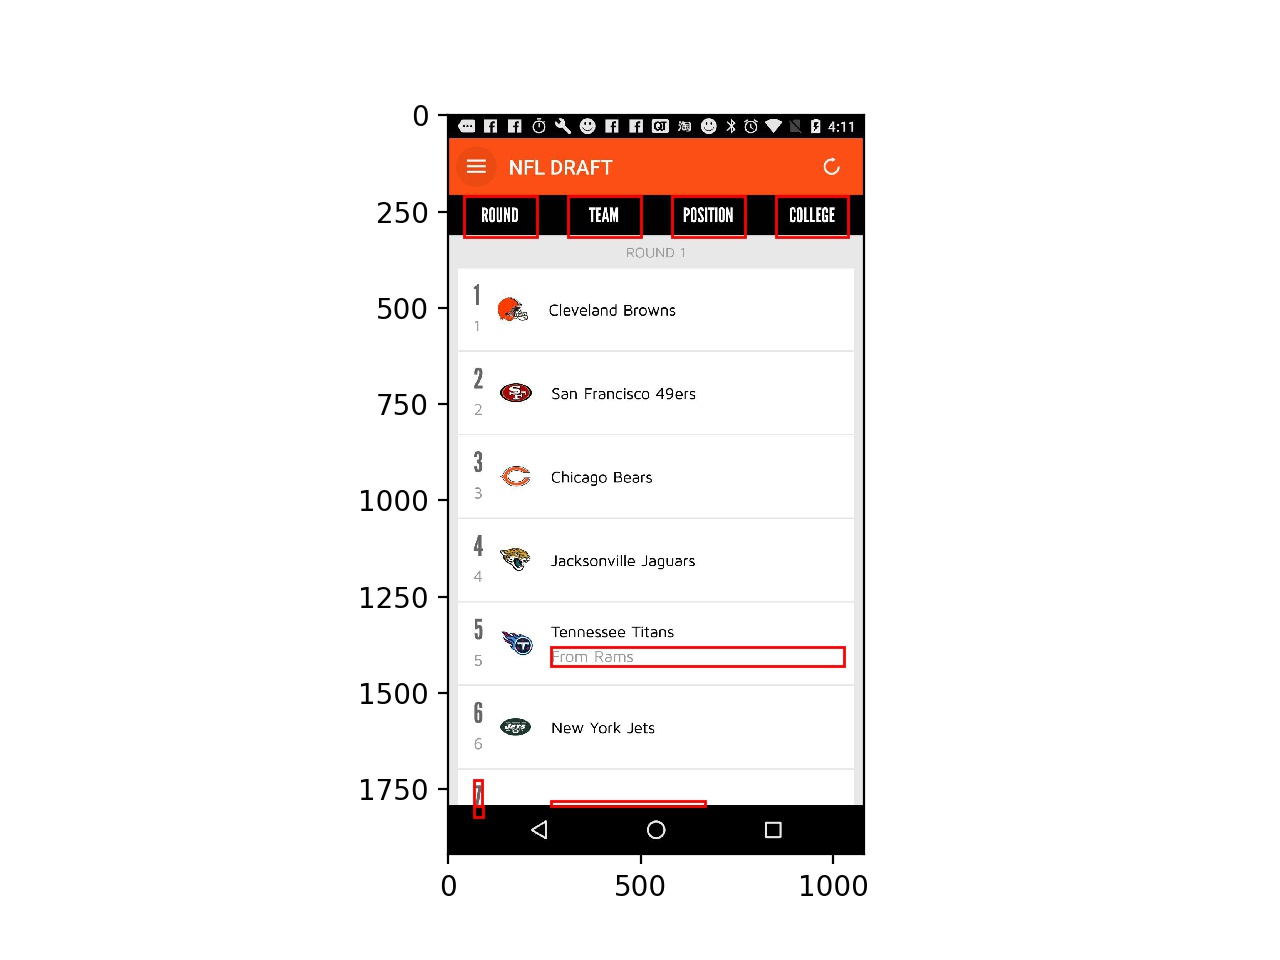 0
4:11
NFL DRAFT
250
ROUND TEAM POSITION COLLEGE
ROUND 1
500
1
1
Cleveland Browns
750
2
2
San Francisco 49ers
1000
3
3
Chicago Bears
4
4
Jacksonville Jaguars
1250
5
5
Tennessee Titans
From Rams
1500
6
6
New York Jets
1750
7
0 500 1000